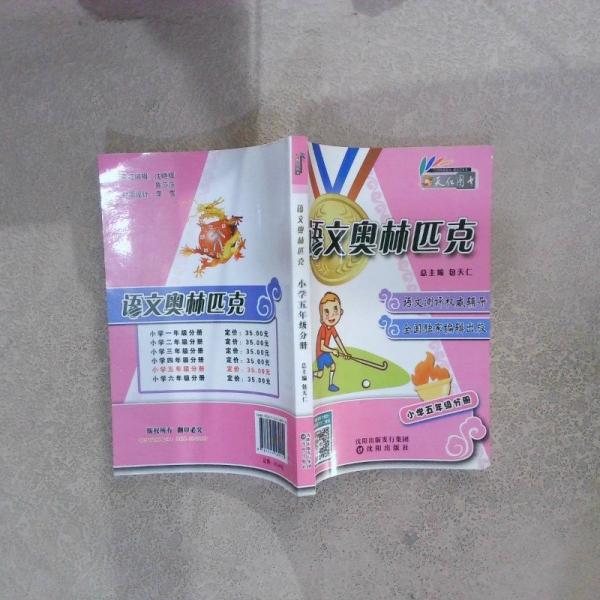 语文奥林匹克
小学一年级分册 定价：35.00元
小学二年级分册 定价：35.00元
小学三年级分册 定价：35.00元
小学四年级分册 定价：35.00元
小学五年级分册 定价：35.00元
小学六年级分册 定价：35.00元
版权所有 翻印必究
语文奥林匹克 小学五年级分册 总主编 包天仁
天仁图书
语文奥林匹克
总主编 包天仁
语文测评权威辅导
全国独家编辑出版
小学五年级分册
沈阳出版发行集团
沈阳出版社